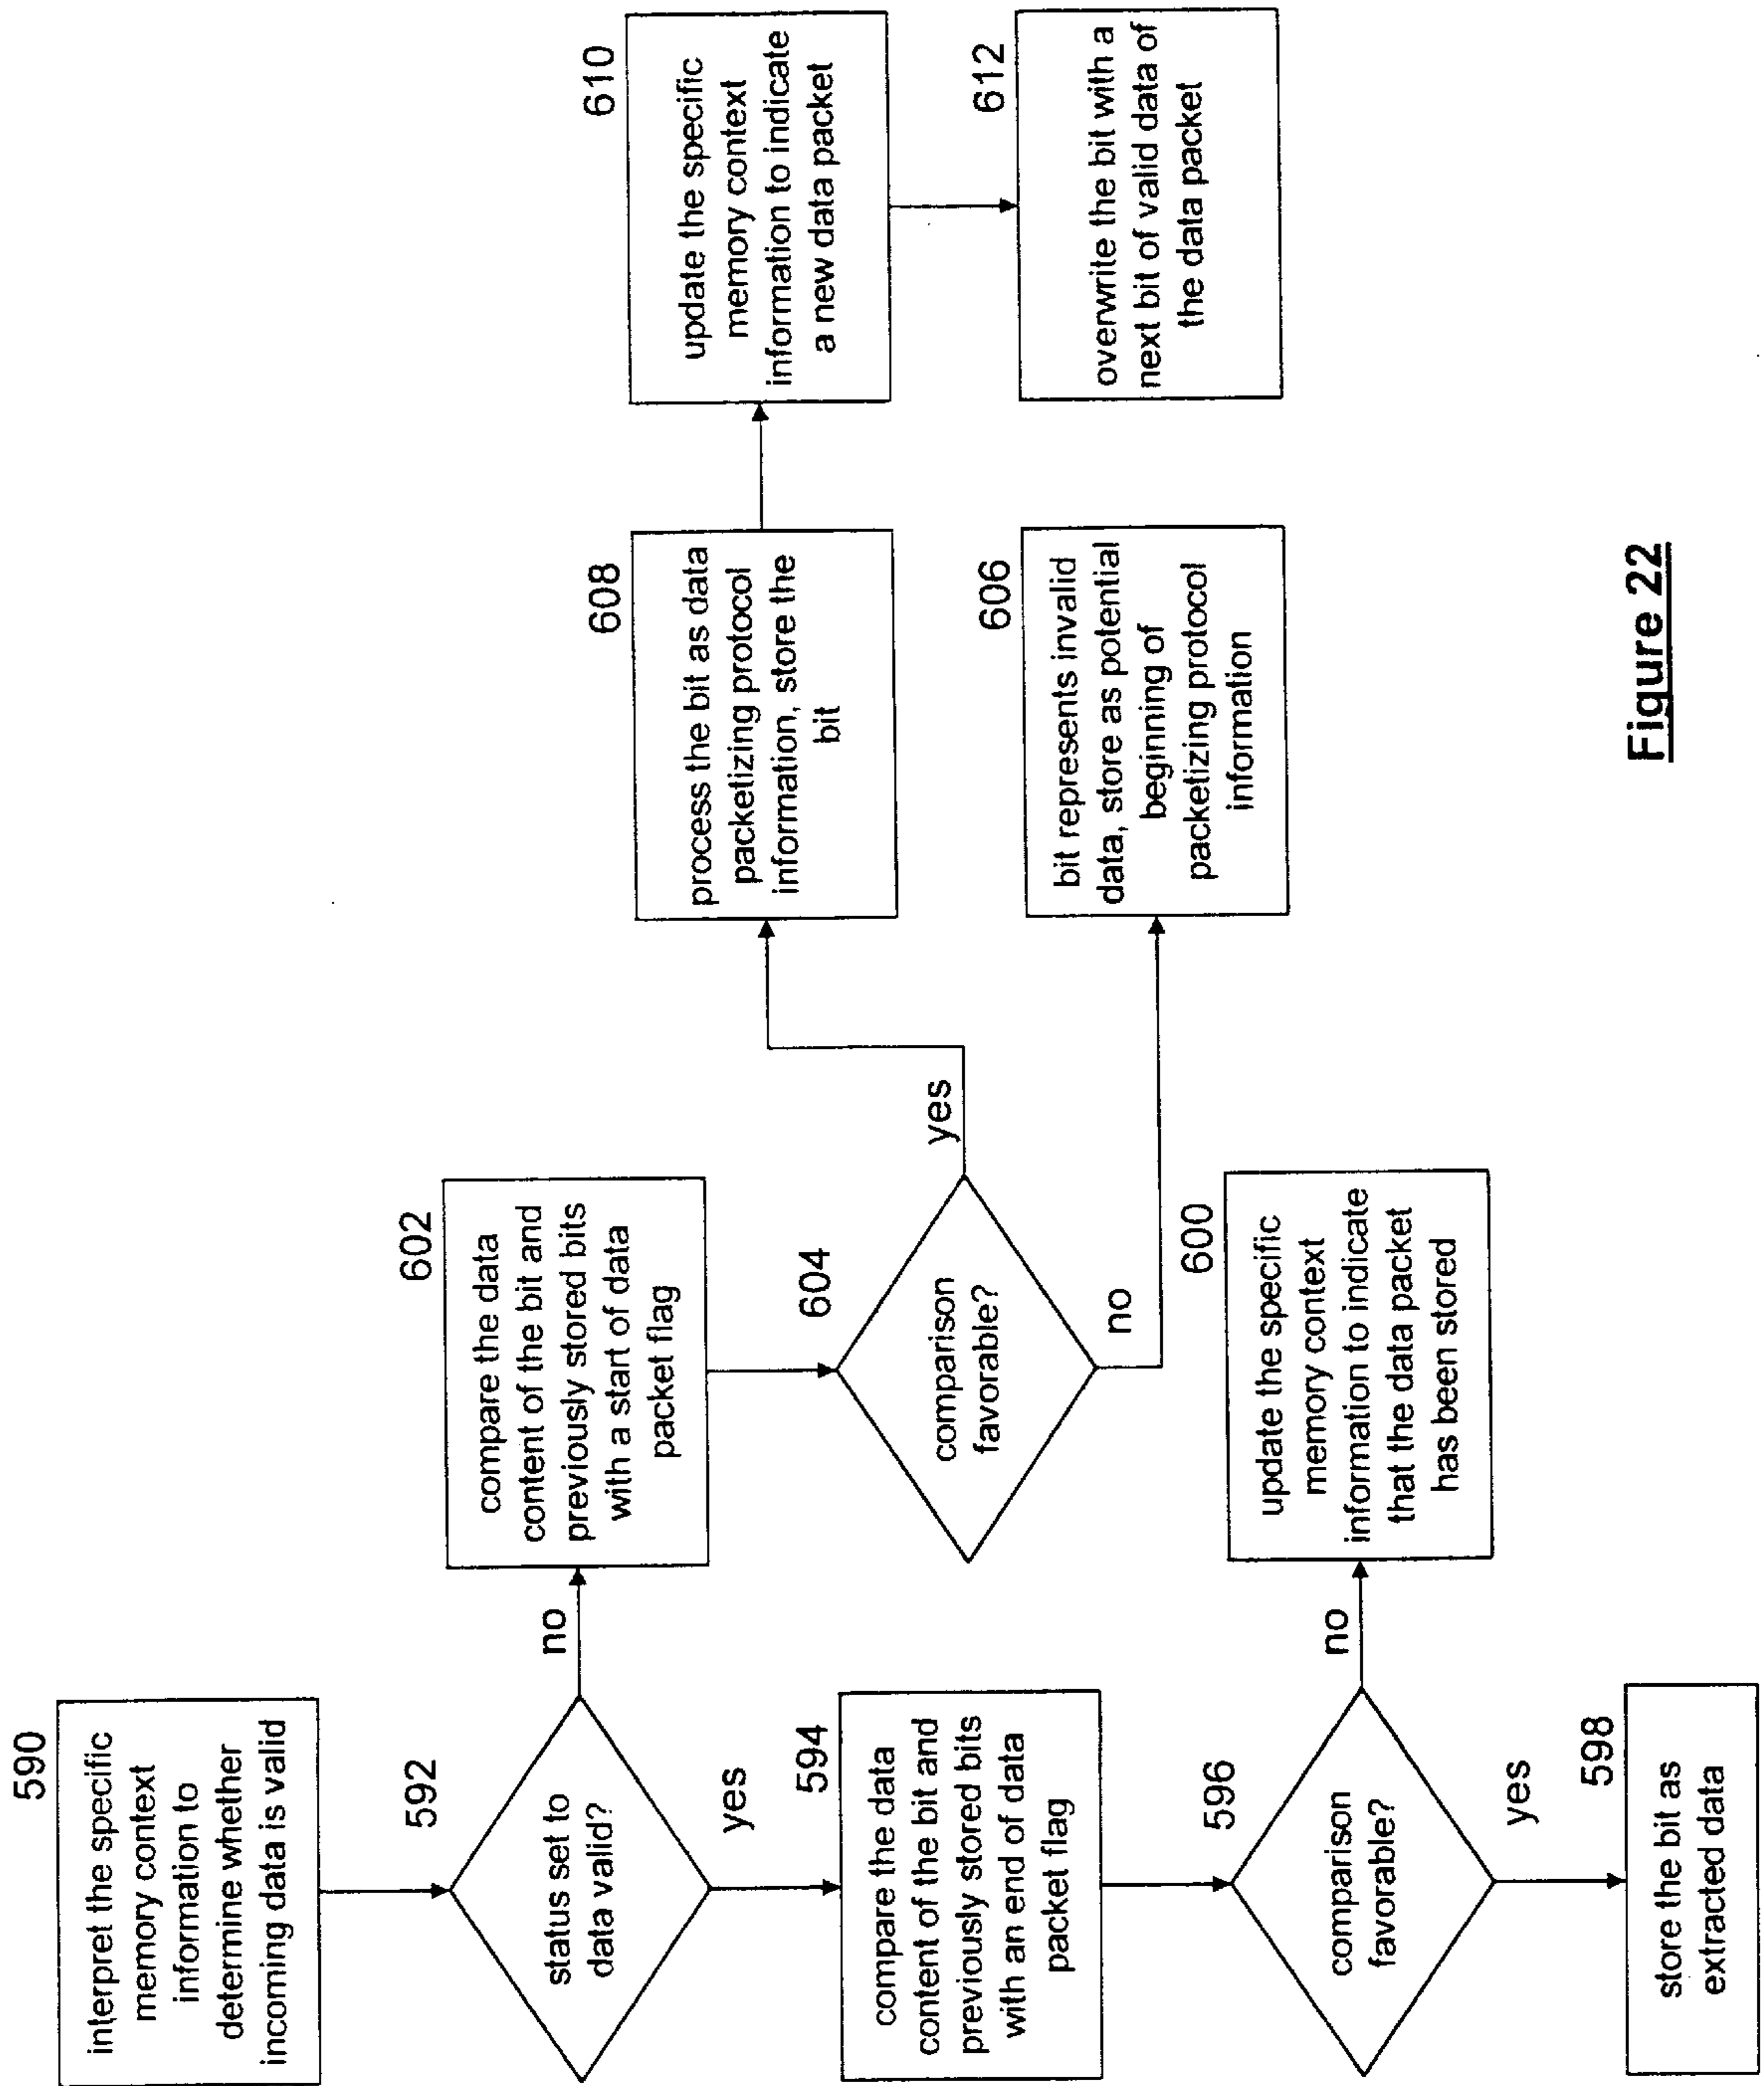 590
interpret the specific
memory context
information to
determine whether
incoming data is valid
592
status set to
data valid?
no
yes
594
compare the data
content of the bit and
previously stored bits
with an end of data
packet flag
596
comparison
favorable?
no
yes
598
store the bit as
extracted data
600
update the specific
memory context
information to indicate
that the data packet
has been stored
602
compare the data
content of the bit and
previously stored bits
with a start of data
packet flag
604
comparison
favorable?
yes
no
606
bit represents invalid
data, store as potential
beginning of
packetizing protocol
information
608
process the bit as data
packetizing protocol
information, store the
bit
610
update the specific
memory context
information to indicate
a new data packet
612
overwrite the bit with a
next bit of valid data of
the data packet
Figure 22